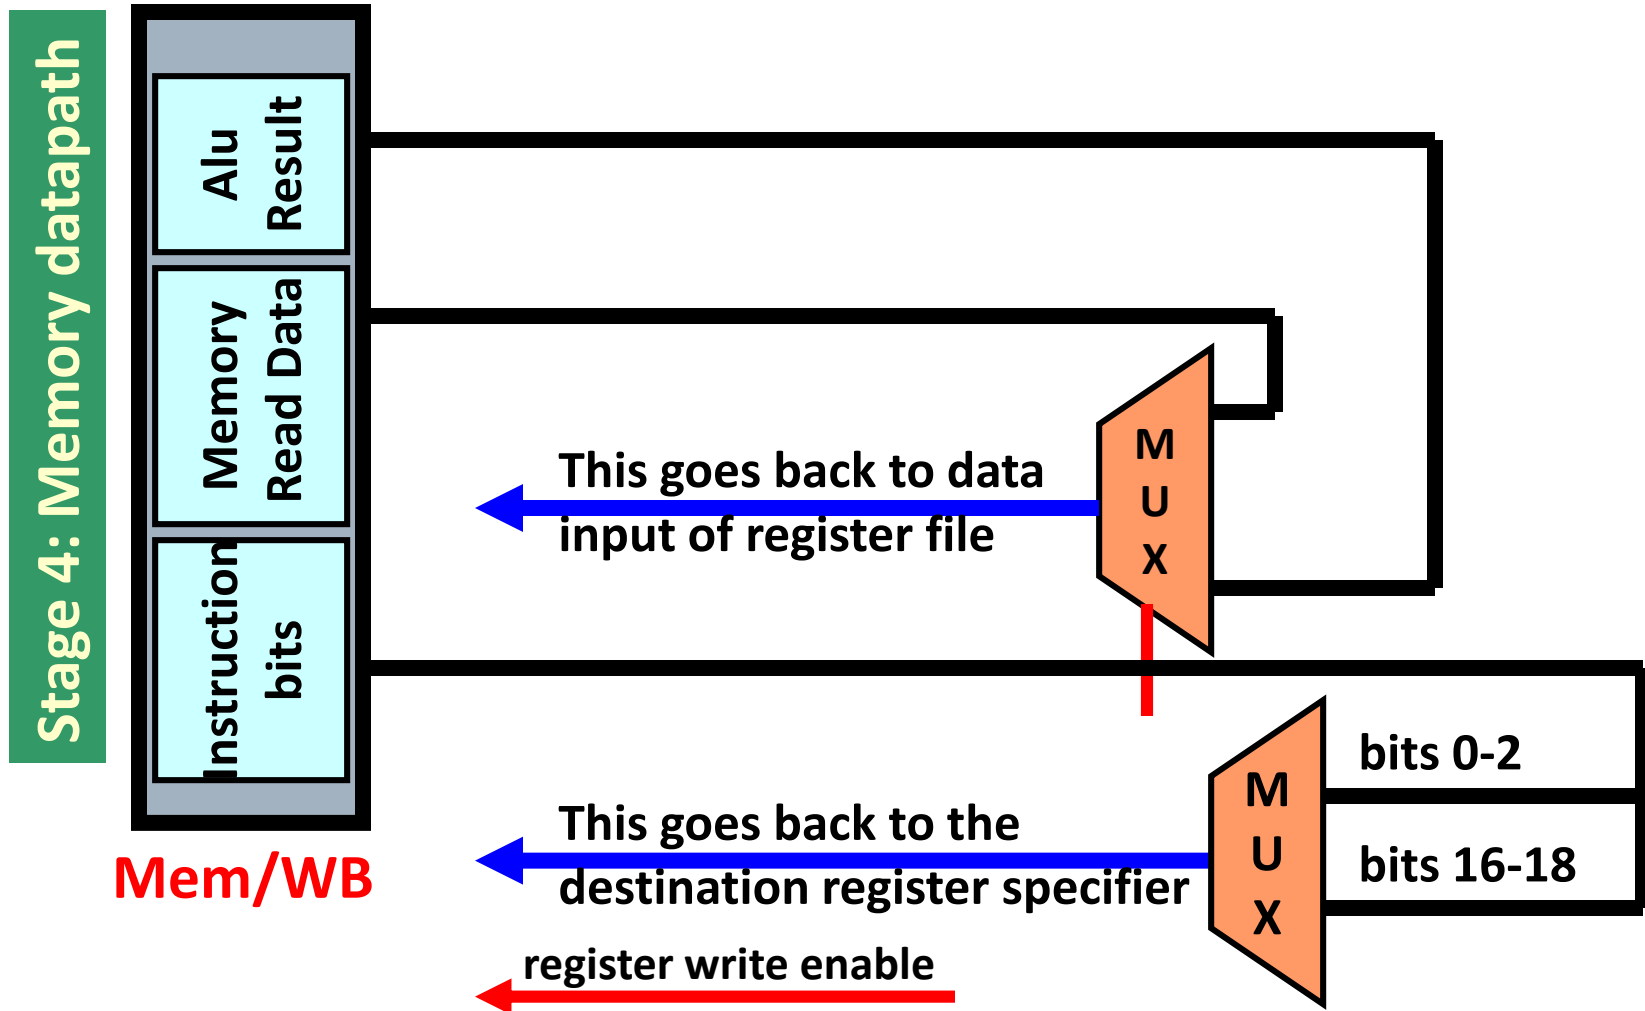 Stage 4: Memory datapath
Alu
Result
Memory
Read Data
Instruction
bits
Mem/WB
M
U
X
This goes back to data
input of register file
M
U
X
bits 0-2
bits 16-18
This goes back to the
destination register specifier
register write enable